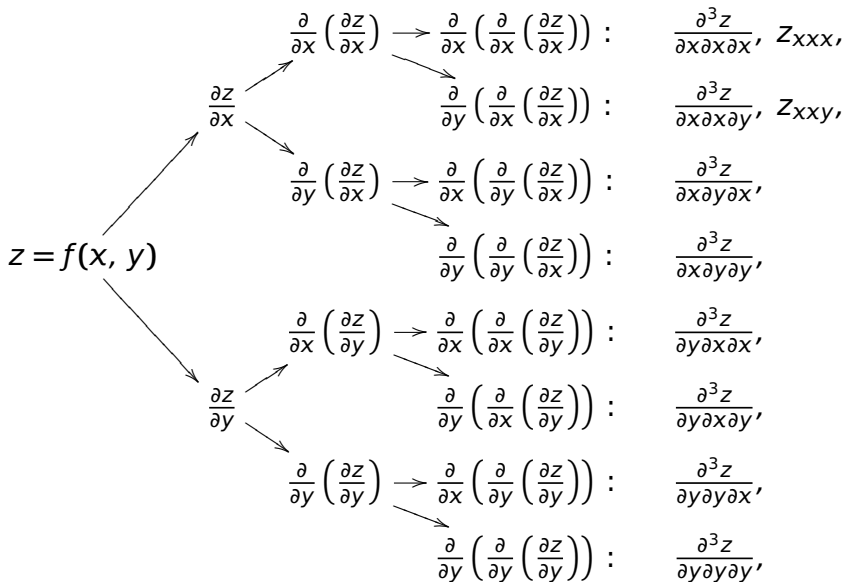 ∂/∂x (∂z/∂x) → ∂/∂x (∂/∂x (∂z/∂x)) : ∂³z/∂x∂x∂x, z_xxx,
∂z/∂x
∂/∂y (∂/∂x (∂z/∂x)) : ∂³z/∂x∂x∂y, z_xxy,
∂/∂y (∂z/∂x) → ∂/∂x (∂/∂y (∂z/∂x)) : ∂³z/∂x∂y∂x,
z = f(x, y)
∂/∂y (∂/∂y (∂z/∂x)) : ∂³z/∂x∂y∂y,
∂/∂x (∂z/∂y) → ∂/∂x (∂/∂x (∂z/∂y)) : ∂³z/∂y∂x∂x,
∂z/∂y
∂/∂y (∂/∂x (∂z/∂y)) : ∂³z/∂y∂x∂y,
∂/∂y (∂z/∂y) → ∂/∂x (∂/∂y (∂z/∂y)) : ∂³z/∂y∂y∂x,
∂/∂y (∂/∂y (∂z/∂y)) : ∂³z/∂y∂y∂y,